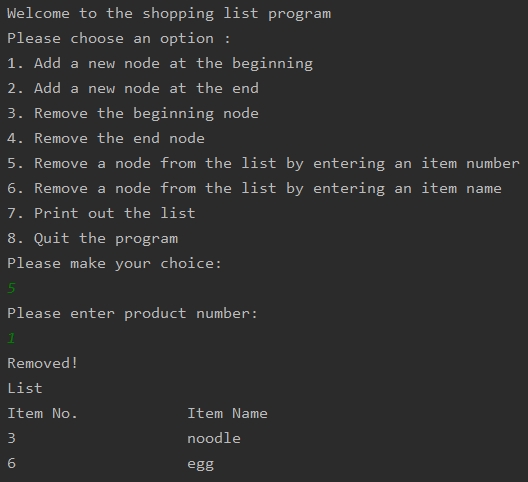 Welcome to the shopping list program
Please choose an option :
1. Add a new node at the beginning
2. Add a new node at the end
3. Remove the beginning node
4. Remove the end node
5. Remove a node from the list by entering an item number
6. Remove a node from the list by entering an item name
7. Print out the list
8. Quit the program
Please make your choice:
5
Please enter product number:
1
Removed!
List
Item No.            Item Name
3                   noodle
6                   egg